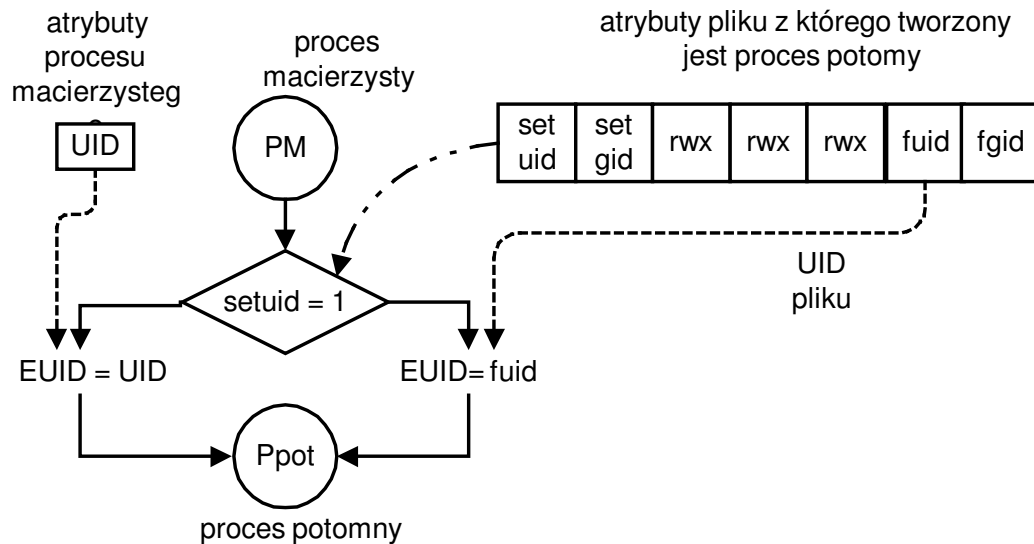 atrybuty
procesu
macierzysteg
UID
proces
macierzysty
PM
atrybuty pliku z którego tworzony
jest proces potomy
set
uid
set
gid
rwx
rwx
rwx
fuid
fgid
UID
pliku
setuid = 1
EUID = UID
EUID= fuid
Ppot
proces potomny